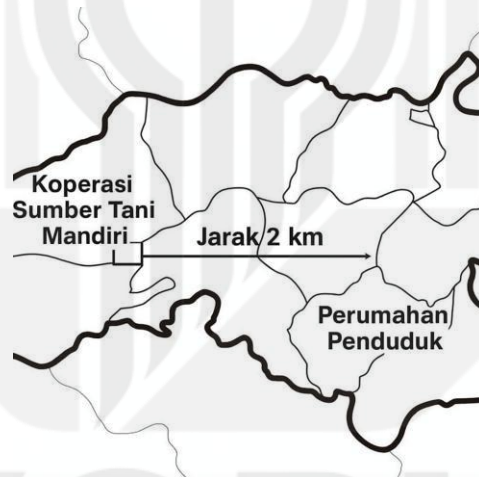 Koperasi
Sumber Tani
Mandiri
Jarak 2 km
Perumahan
Penduduk